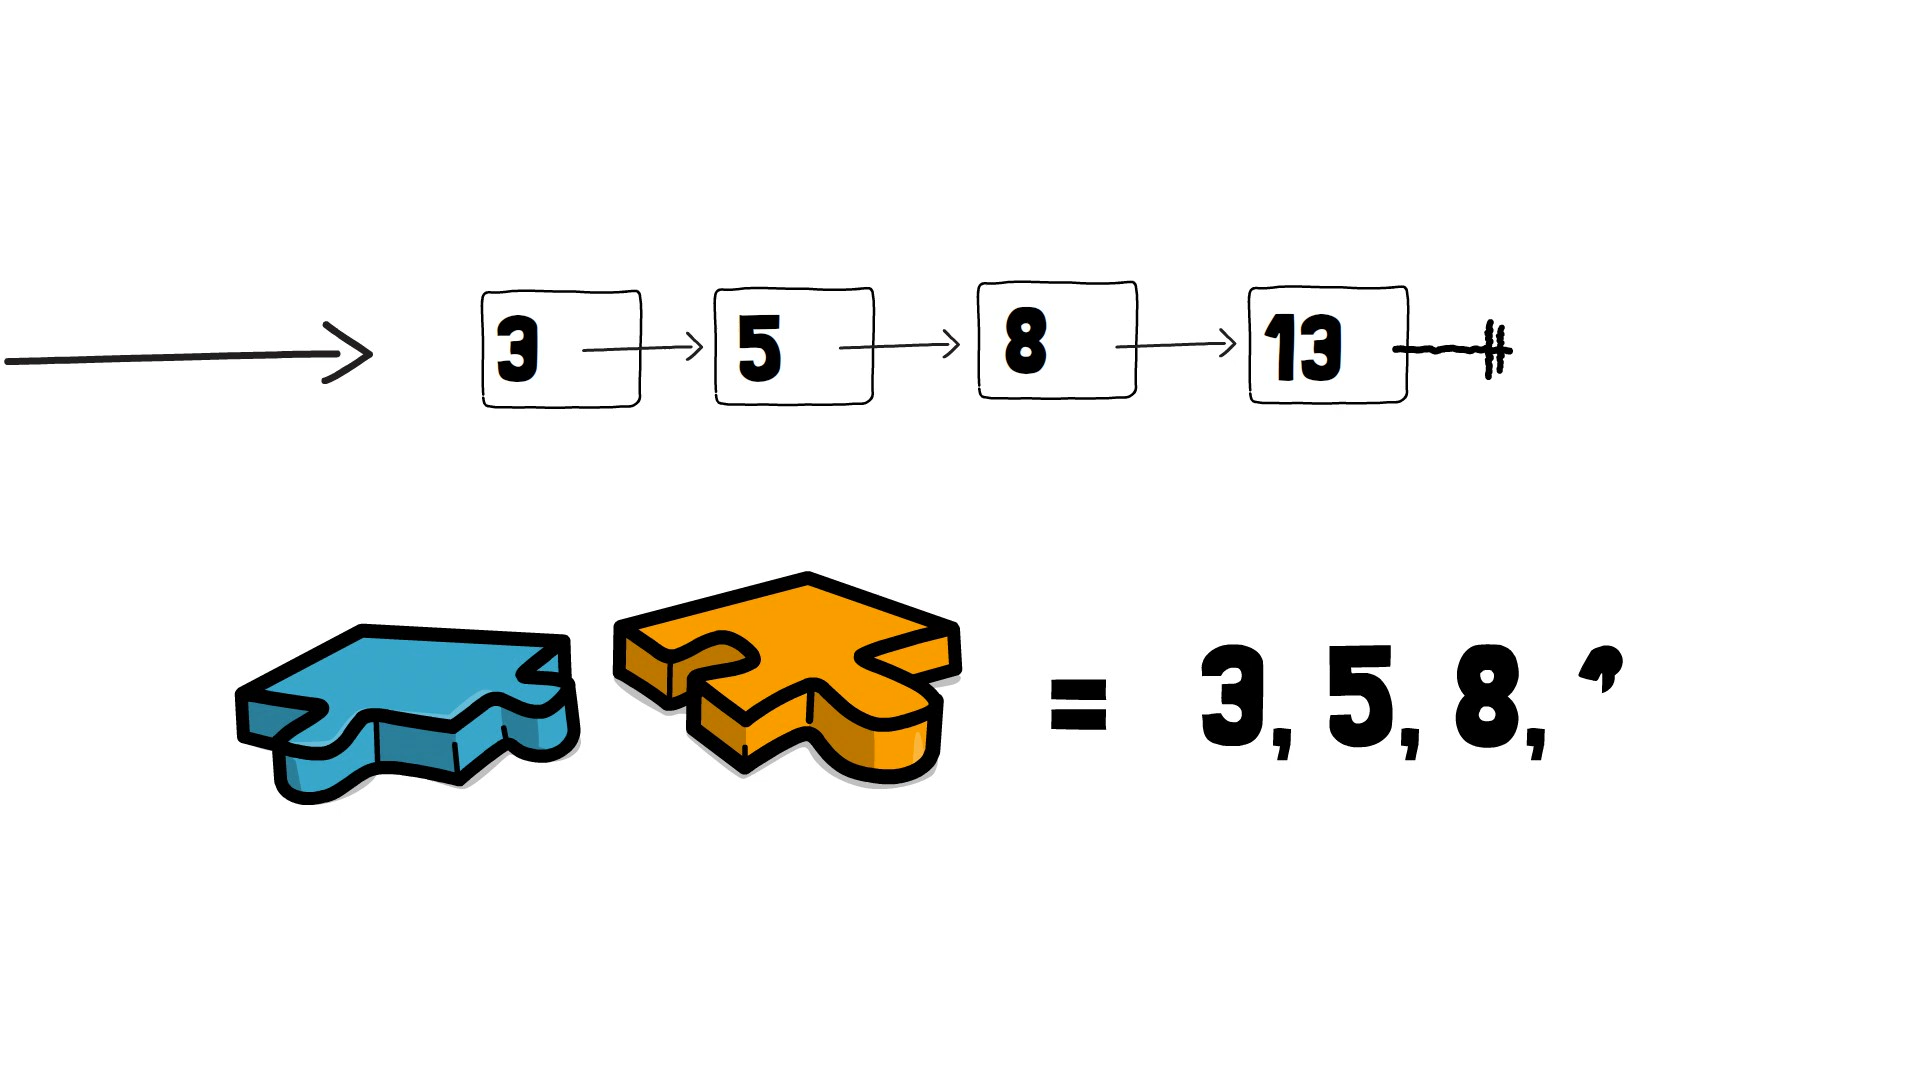 3 5 8 13
= 3, 5, 8,